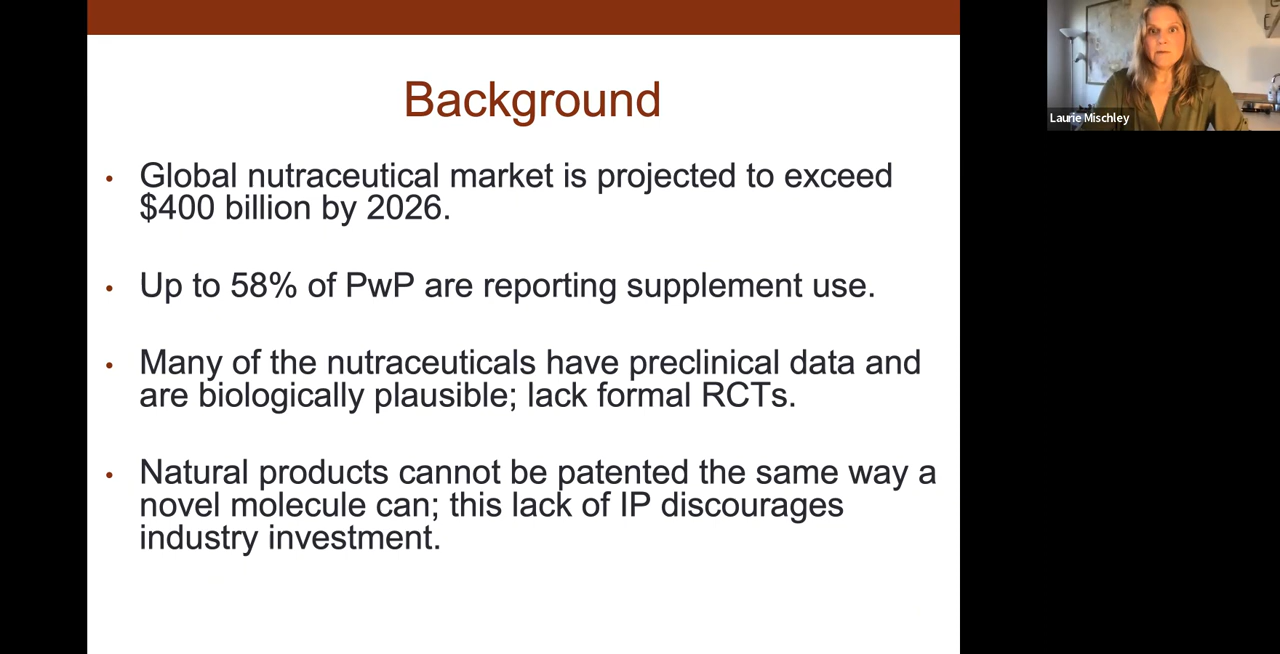 Background
• Global nutraceutical market is projected to exceed
$400 billion by 2026.
• Up to 58% of PwP are reporting supplement use.
• Many of the nutraceuticals have preclinical data and
are biologically plausible; lack formal RCTs.
• Natural products cannot be patented the same way a
novel molecule can; this lack of IP discourages
industry investment.
Laurie Mischley